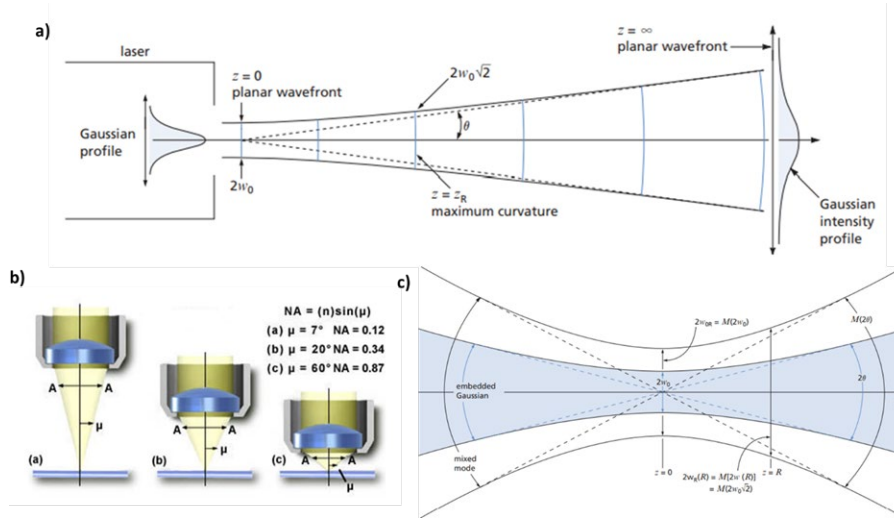 a)
laser
z = 0
planar wavefront
2w₀√2
z = ∞
planar wavefront
Gaussian
profile
θ
2w₀
z = z_R
maximum curvature
Gaussian
intensity
profile
b)
NA = (n)sin(μ)
(a) μ = 7° NA = 0.12
(b) μ = 20° NA = 0.34
(c) μ = 60° NA = 0.87
A A
μ
(a)
A A
μ
(b)
A A
μ
(c)
c)
2w₀R = M(2w₀)
M(2θ)
embedded
Gaussian
2w₀
2θ
mixed
mode
z = 0
2w_R(R) = M[2w (R)]
= M(2w₀√2)
z = R